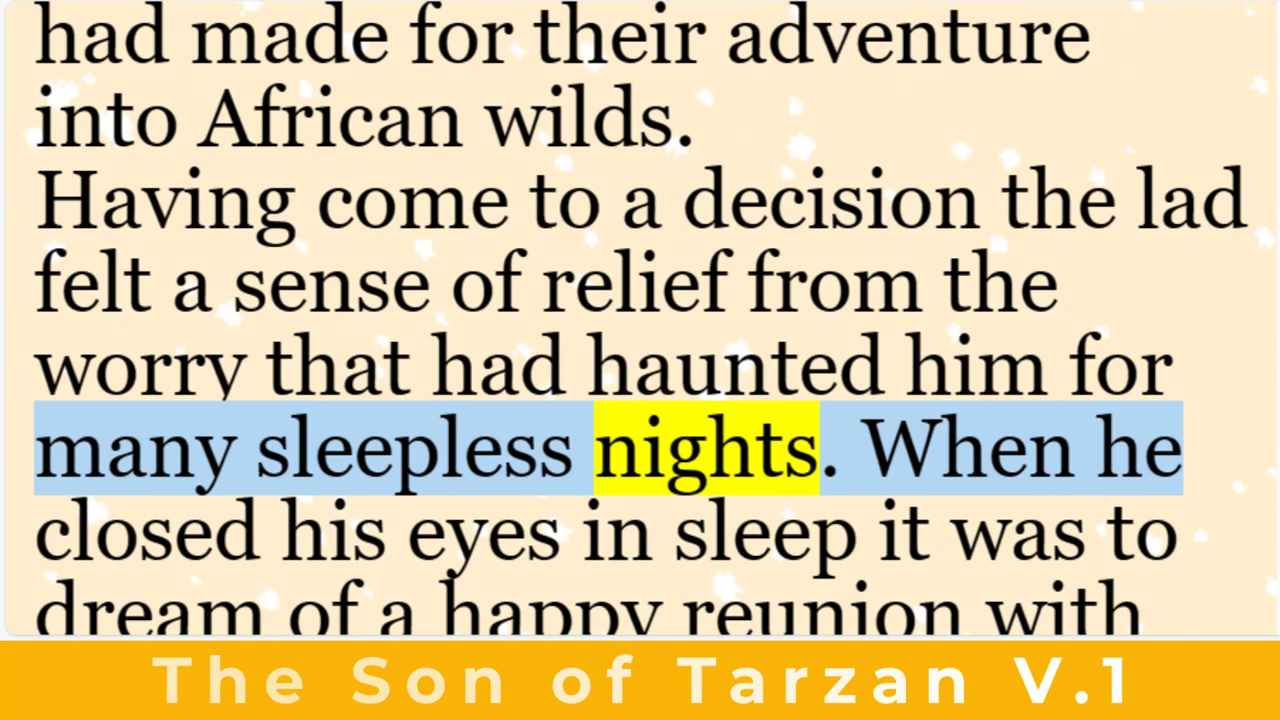 had made for their adventure
into African wilds.
Having come to a decision the lad
felt a sense of relief from the
worry that had haunted him for
many sleepless nights. When he
closed his eyes in sleep it was to
dream of a happy reunion with
The Son of Tarzan V.1